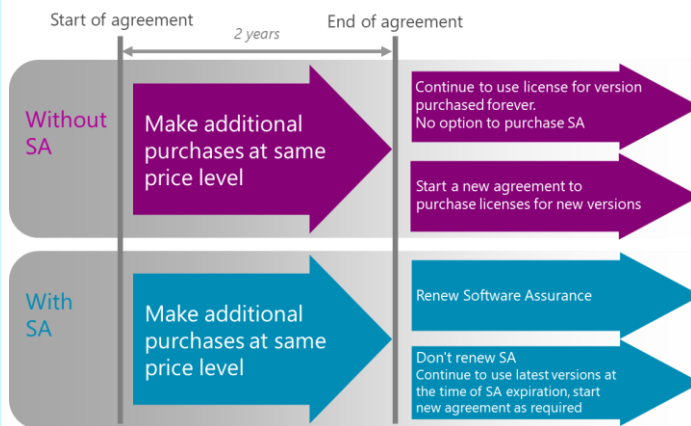 Start of agreement
End of agreement
2 years
Without
SA
Make additional
purchases at same
price level
Continue to use license for version
purchased forever.
No option to purchase SA
Start a new agreement to
purchase licenses for new versions
With
SA
Make additional
purchases at same
price level
Renew Software Assurance
Don't renew SA
Continue to use latest versions at
the time of SA expiration, start
new agreement as required